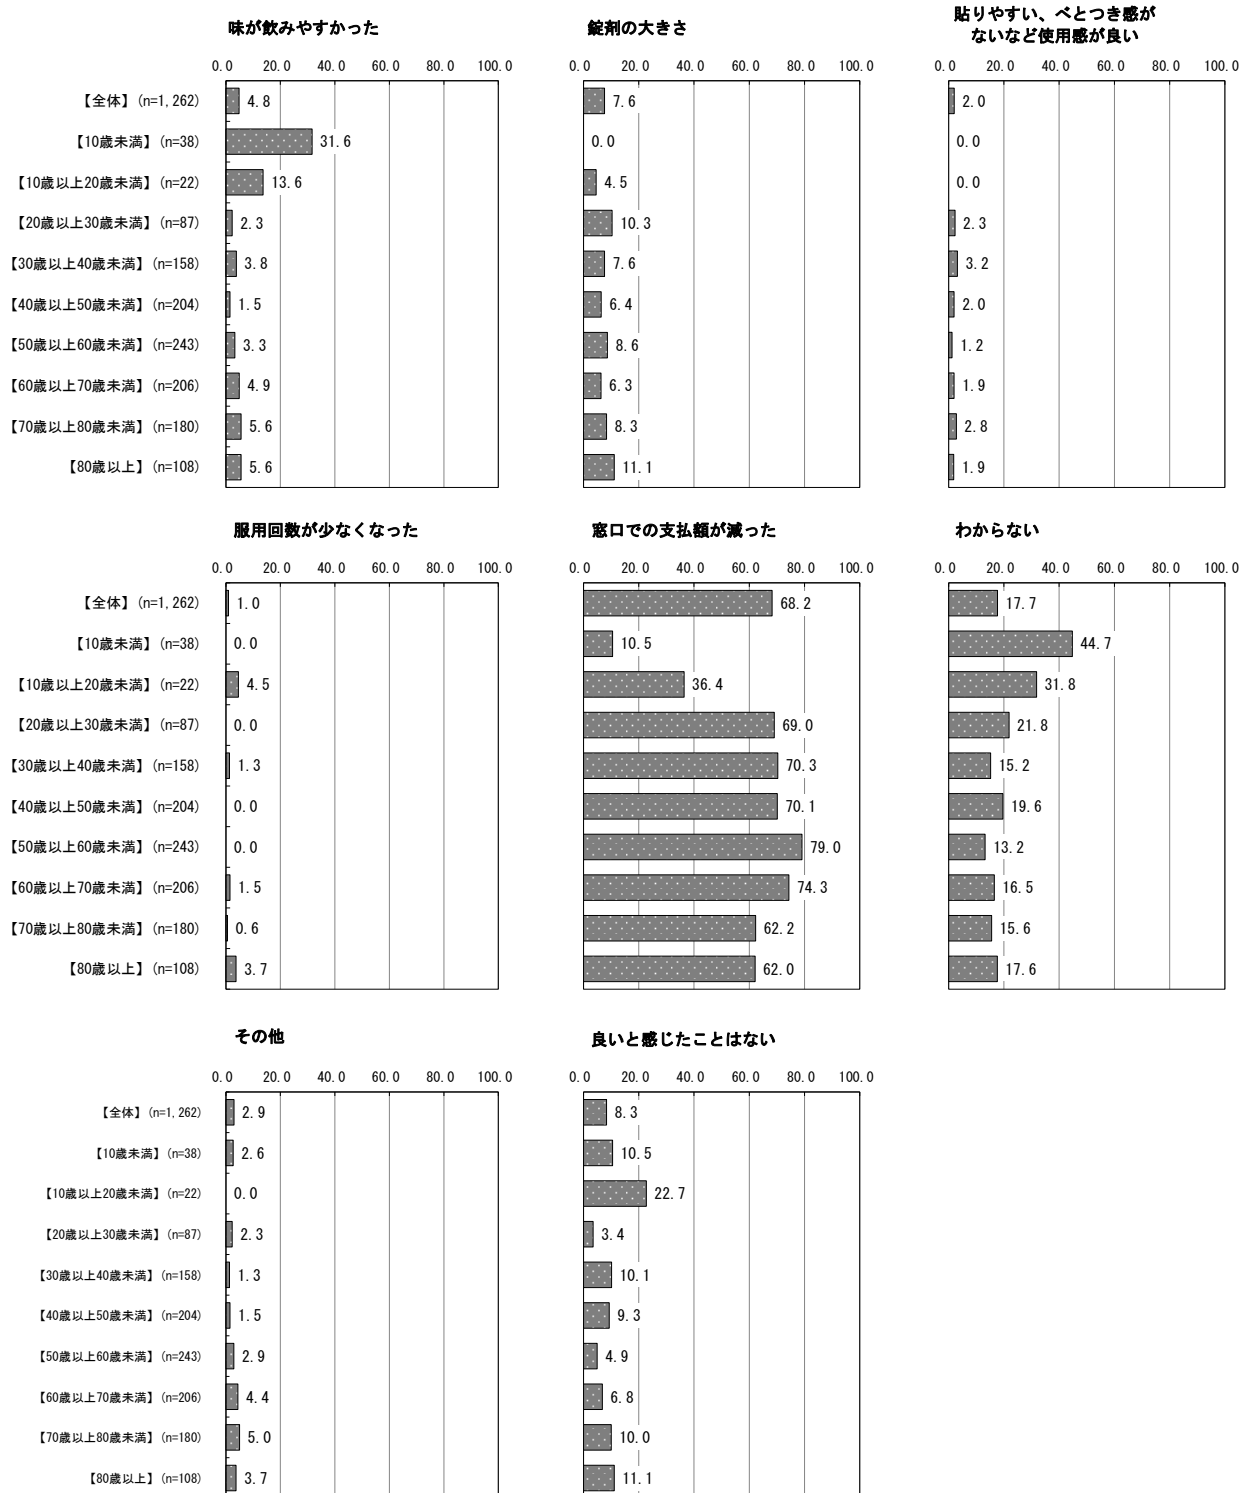 味が飲みやすかった
錠剤の大きさ
貼りやすい、べとつき感が
ないなど使用感が良い
0.0 20.0 40.0 60.0 80.0 100.0
0.0 20.0 40.0 60.0 80.0 100.0
0.0 20.0 40.0 60.0 80.0 100.0
【全体】(n=1,262) 4.8 7.6 2.0
【10歳未満】(n=38) 31.6 0.0 0.0
【10歳以上20歳未満】(n=22) 13.6 4.5 0.0
【20歳以上30歳未満】(n=87) 2.3 10.3 2.3
【30歳以上40歳未満】(n=158) 3.8 7.6 3.2
【40歳以上50歳未満】(n=204) 1.5 6.4 2.0
【50歳以上60歳未満】(n=243) 3.3 8.6 1.2
【60歳以上70歳未満】(n=206) 4.9 6.3 1.9
【70歳以上80歳未満】(n=180) 5.6 8.3 2.8
【80歳以上】(n=108) 5.6 11.1 1.9
服用回数が少なくなった
窓口での支払額が減った
わからない
0.0 20.0 40.0 60.0 80.0 100.0
0.0 20.0 40.0 60.0 80.0 100.0
0.0 20.0 40.0 60.0 80.0 100.0
【全体】(n=1,262) 1.0 68.2 17.7
【10歳未満】(n=38) 0.0 10.5 44.7
【10歳以上20歳未満】(n=22) 4.5 36.4 31.8
【20歳以上30歳未満】(n=87) 0.0 69.0 21.8
【30歳以上40歳未満】(n=158) 1.3 70.3 15.2
【40歳以上50歳未満】(n=204) 0.0 70.1 19.6
【50歳以上60歳未満】(n=243) 0.0 79.0 13.2
【60歳以上70歳未満】(n=206) 1.5 74.3 16.5
【70歳以上80歳未満】(n=180) 0.6 62.2 15.6
【80歳以上】(n=108) 3.7 62.0 17.6
その他
良いと感じたことはない
0.0 20.0 40.0 60.0 80.0 100.0
0.0 20.0 40.0 60.0 80.0 100.0
【全体】(n=1,262) 2.9 8.3
【10歳未満】(n=38) 2.6 10.5
【10歳以上20歳未満】(n=22) 0.0 22.7
【20歳以上30歳未満】(n=87) 2.3 3.4
【30歳以上40歳未満】(n=158) 1.3 10.1
【40歳以上50歳未満】(n=204) 1.5 9.3
【50歳以上60歳未満】(n=243) 2.9 4.9
【60歳以上70歳未満】(n=206) 4.4 6.8
【70歳以上80歳未満】(n=180) 5.0 10.0
【80歳以上】(n=108) 3.7 11.1